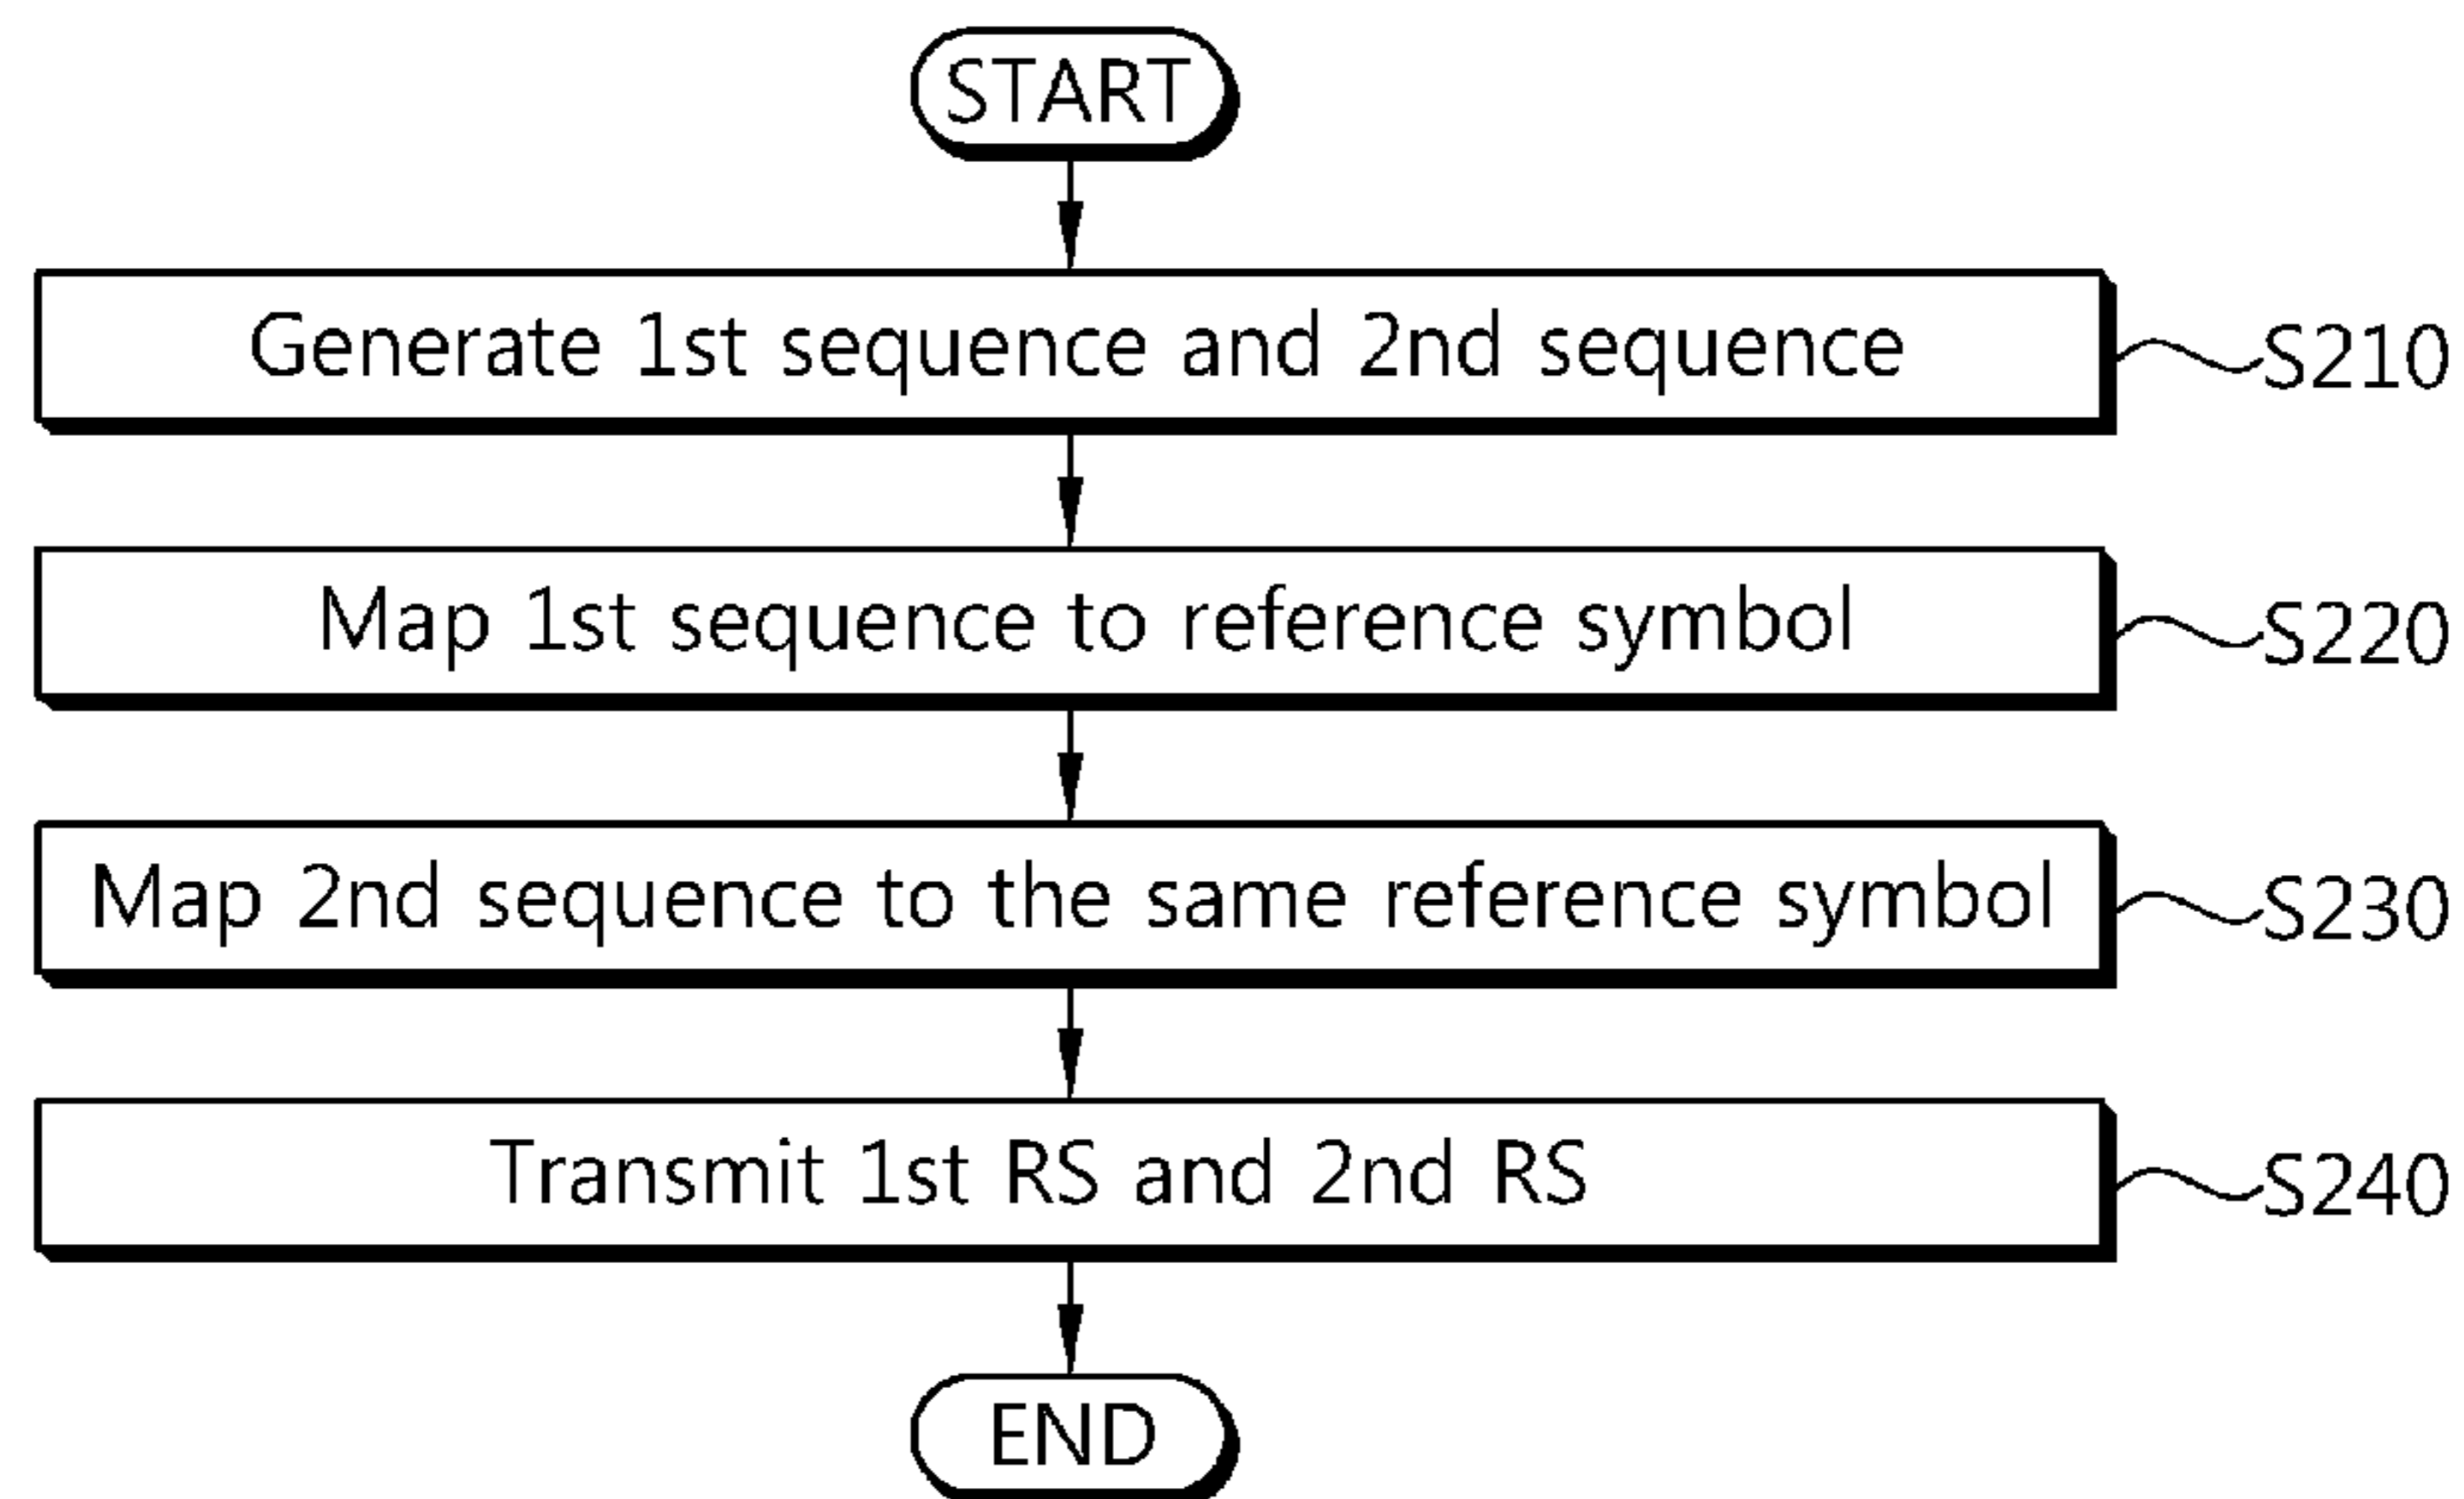 START
Generate 1st sequence and 2nd sequence
S210
Map 1st sequence to reference symbol
S220
Map 2nd sequence to the same reference symbol
S230
Transmit 1st RS and 2nd RS
S240
END